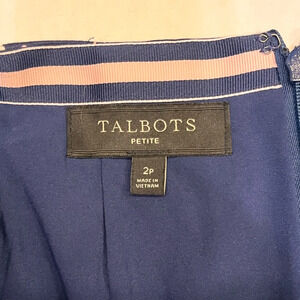 TALBOTS
PETITE
2P
MADE IN
VIETNAM